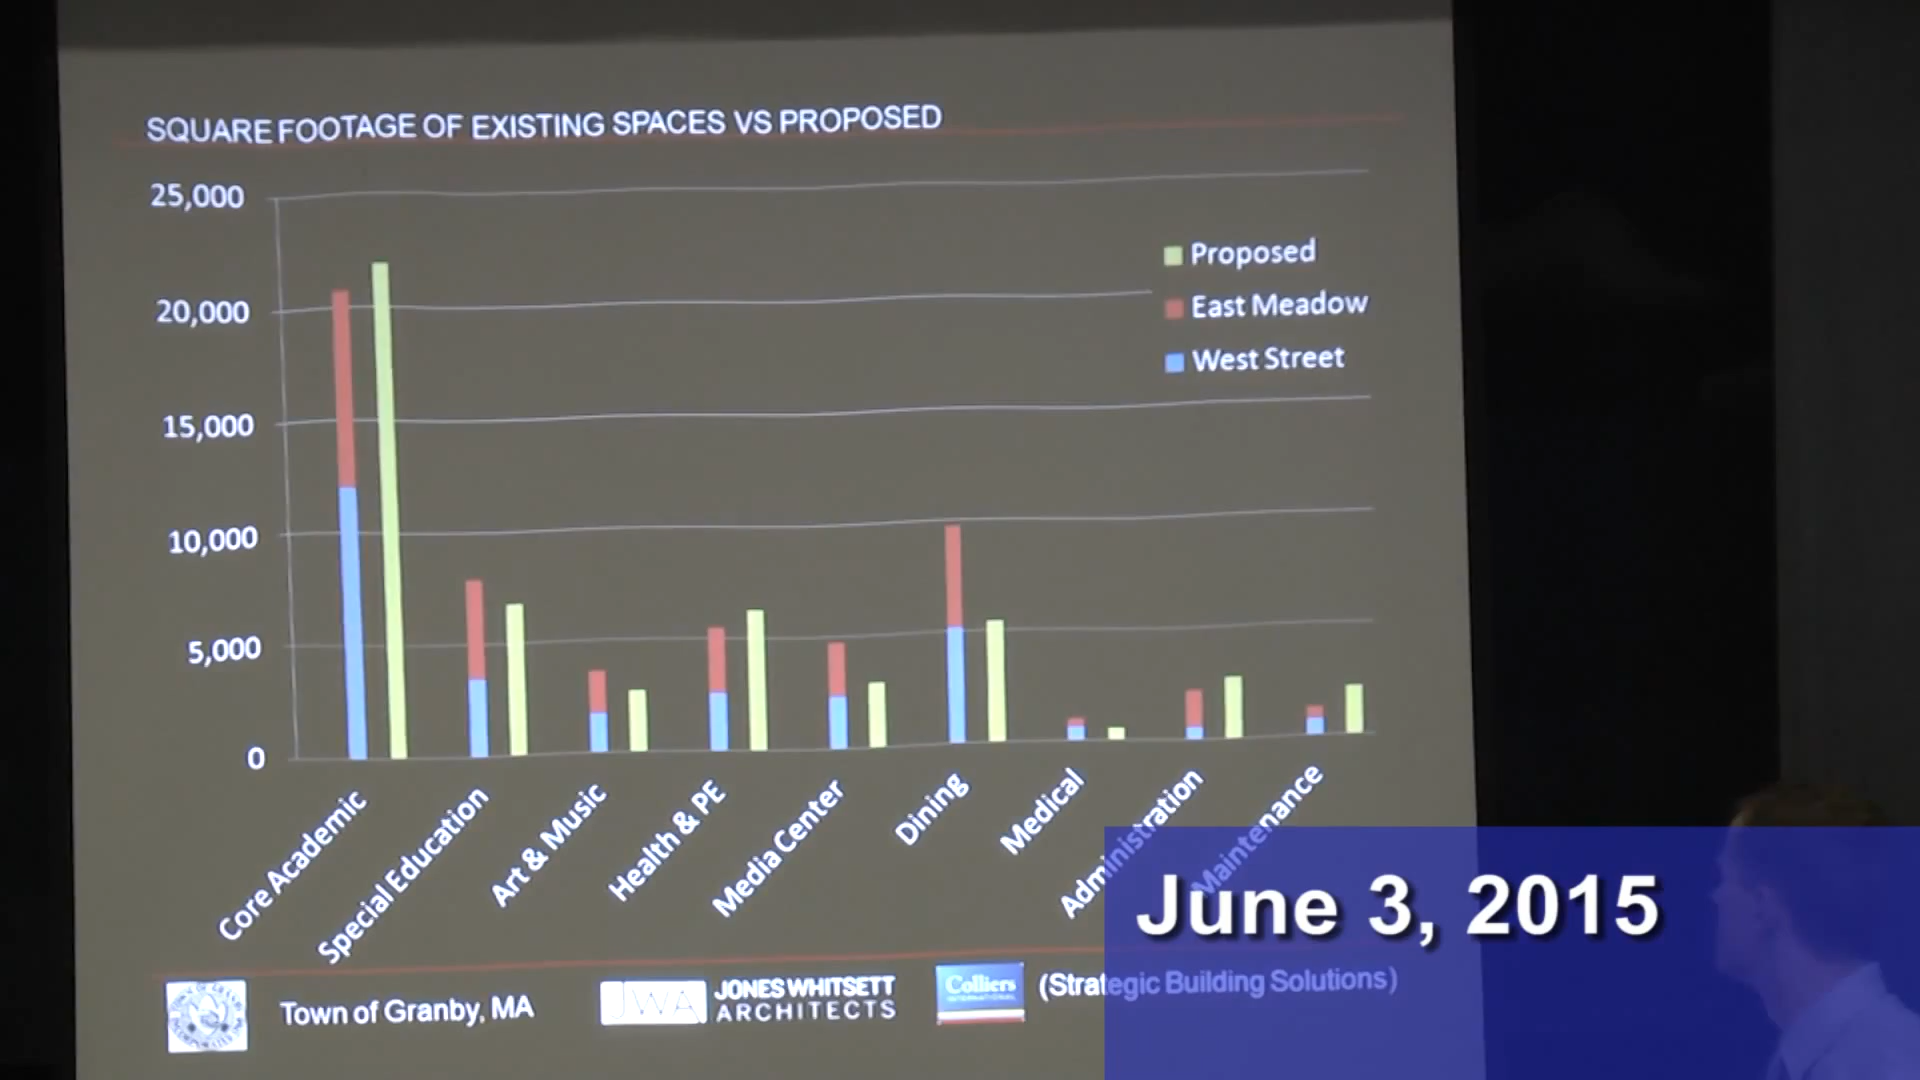 SQUARE FOOTAGE OF EXISTING SPACES VS PROPOSED
25,000
20,000
15,000
10,000
5,000
0
Proposed
East Meadow
West Street
Core Academic
Special Education
Art & Music
Health & PE
Media Center
Dining
Medical
Administration
Maintenance
June 3, 2015
Town of Granby, MA
JWA
JONES WHITSETT
ARCHITECTS
Colliers
INTERNATIONAL
(Strategic Building Solutions)